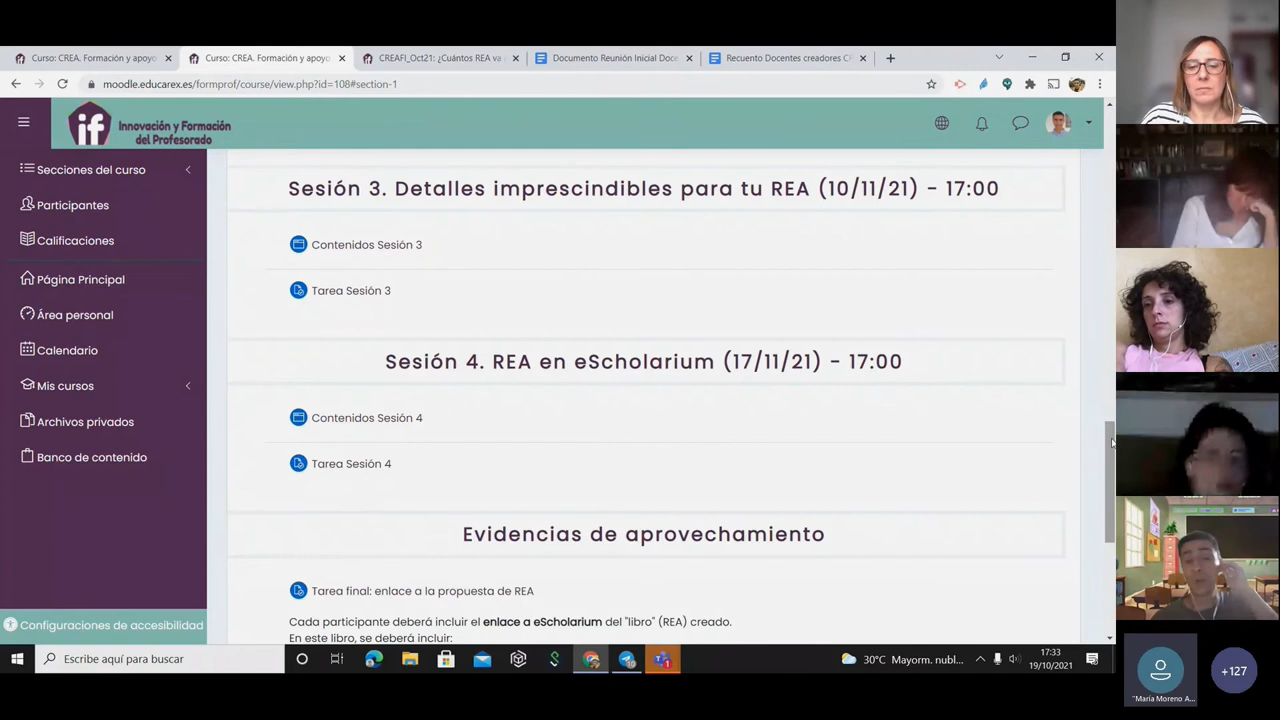 Curso: CREA. Formación y apoyo
Curso: CREA. Formación y apoyo
CREAFI_Oct21: ¿Cuántos REA va
Documento Reunión Inicial Doce
Recuento Docentes creadores C
moodle.educarex.es/formprof/course/view.php?id=108#section-1
if
Innovación y Formación
del Profesorado
Secciones del curso
Participantes
Calificaciones
Página Principal
Área personal
Calendario
Mis cursos
Archivos privados
Banco de contenido
Configuraciones de accesibilidad
Sesión 3. Detalles imprescindibles para tu REA (10/11/21) - 17:00
Contenidos Sesión 3
Tarea Sesión 3
Sesión 4. REA en eScholarium (17/11/21) - 17:00
Contenidos Sesión 4
Tarea Sesión 4
Evidencias de aprovechamiento
Tarea final: enlace a la propuesta de REA
Cada participante deberá incluir el enlace a eScholarium del "libro" (REA) creado.
En este libro, se deberá incluir:
Escribe aquí para buscar
30°C Mayorm. nubl...
17:33
19/10/2021
"María Moreno A...
+127